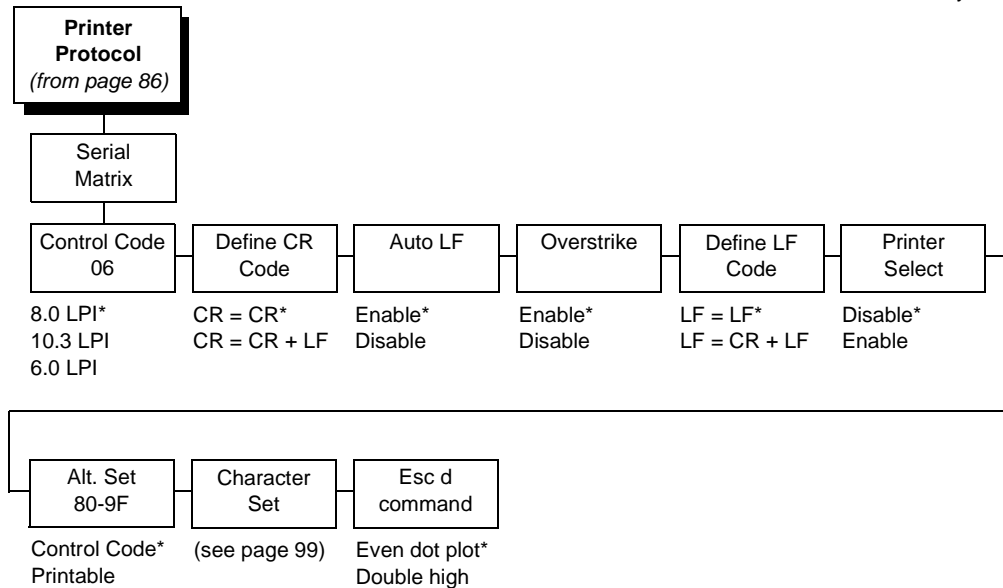 Printer
Protocol
(from page 86)
Serial
Matrix
Control Code
06
Define CR
Code
Auto LF
Overstrike
Define LF
Code
Printer
Select
8.0 LPI*
10.3 LPI
6.0 LPI
CR = CR*
CR = CR + LF
Enable*
Disable
Enable*
Disable
LF = LF*
LF = CR + LF
Disable*
Enable
Alt. Set
80-9F
Character
Set
Esc d
command
Control Code*
Printable
(see page 99)
Even dot plot*
Double high